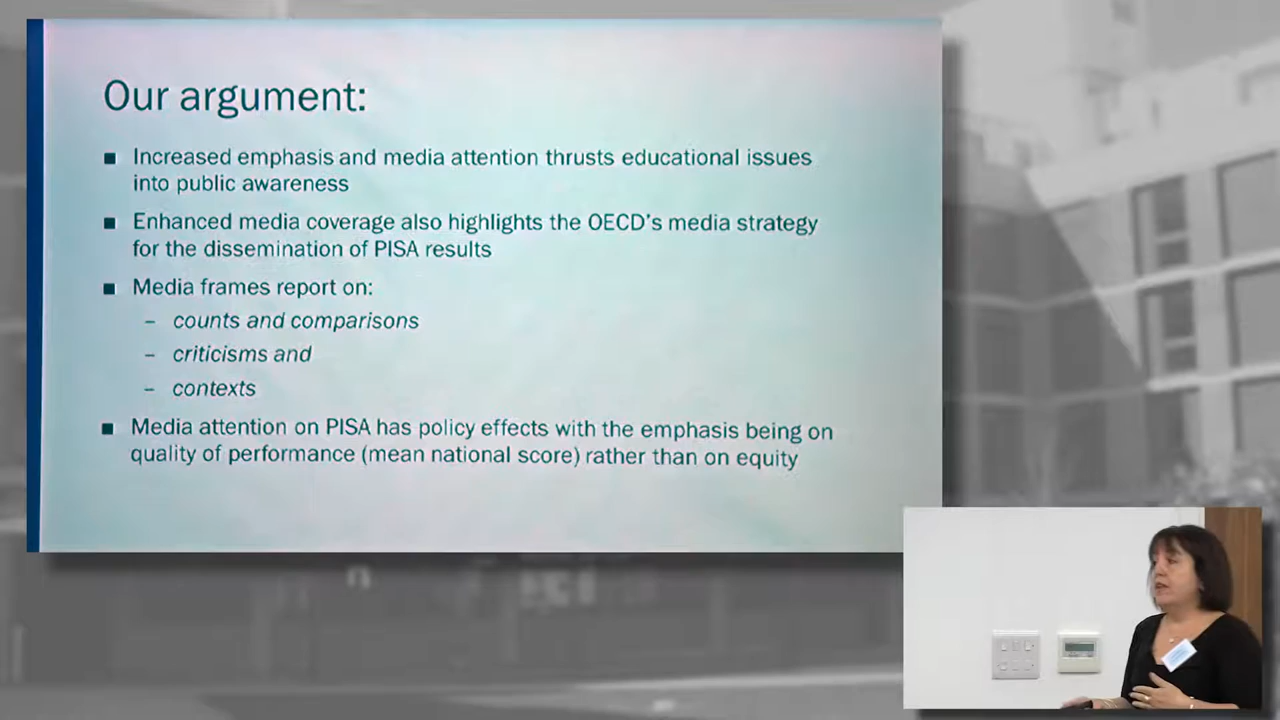 Our argument:
■ Increased emphasis and media attention thrusts educational issues
into public awareness
■ Enhanced media coverage also highlights the OECD's media strategy
for the dissemination of PISA results
■ Media frames report on:
– counts and comparisons
– criticisms and
– contexts
■ Media attention on PISA has policy effects with the emphasis being on
quality of performance (mean national score) rather than on equity